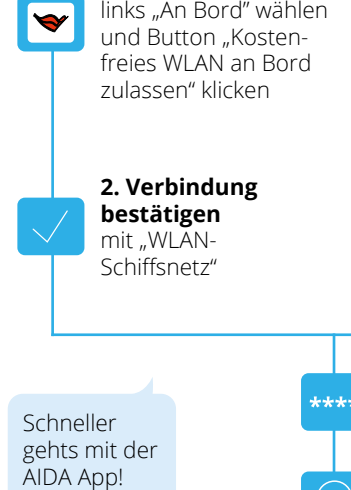 links „An Bord” wählen
und Button „Kosten-
freies WLAN an Bord
zulassen“ klicken
2. Verbindung
bestätigen
mit „WLAN-
Schiffsnetz“
****
Schneller
gehts mit der
AIDA App!